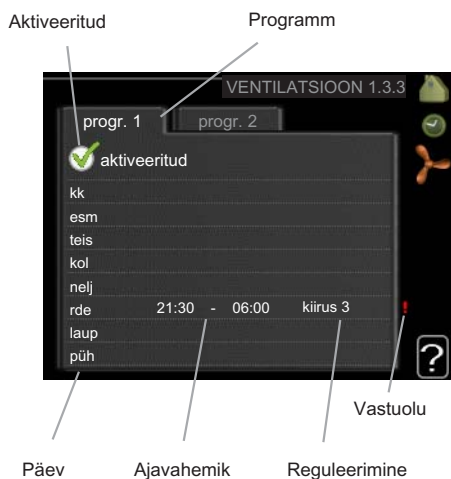 Aktiveeritud Programm
VENTILATSIOON 1.3.3
progr. 1 progr. 2
aktiveeritud
kk
esm
teis
kol
nelj
rde 21:30 - 06:00 kiirus 3 !
laup
püh
?
Vastuolu
Päev Ajavahemik Reguleerimine